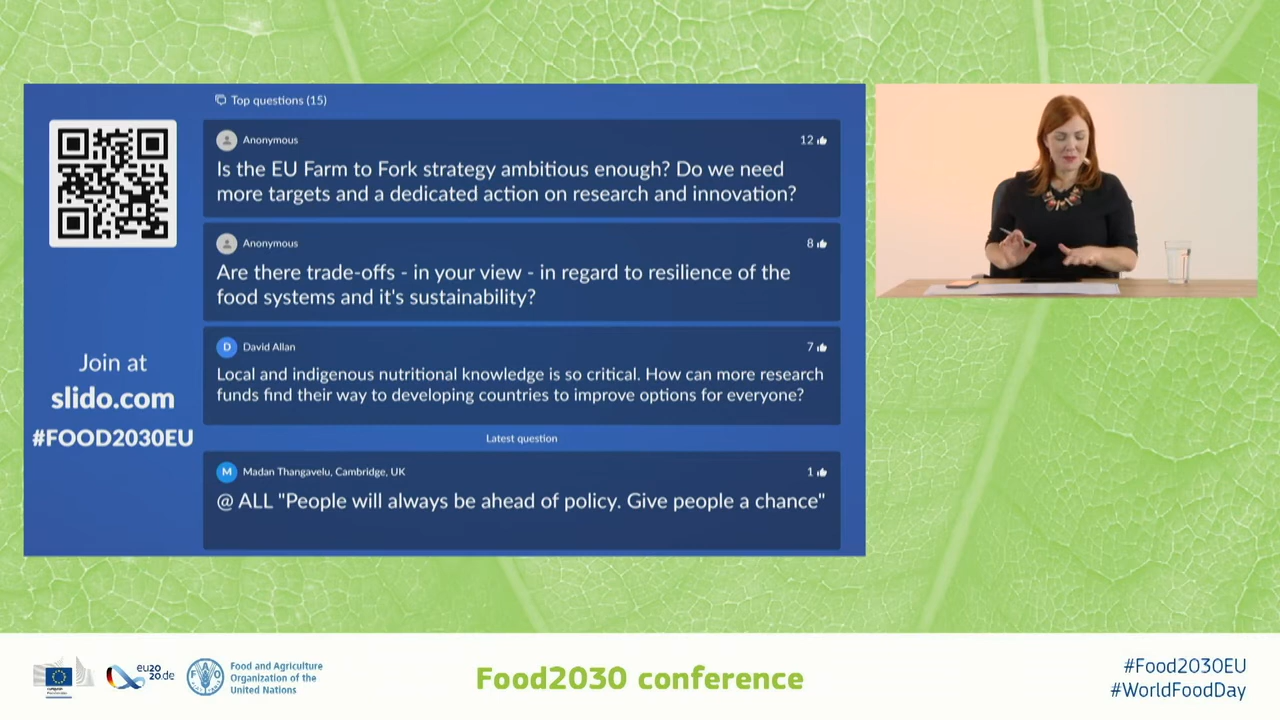 Top questions (15)
Anonymous
12
Is the EU Farm to Fork strategy ambitious enough? Do we need
more targets and a dedicated action on research and innovation?
Anonymous
8
Are there trade-offs - in your view - in regard to resilience of the
food systems and it's sustainability?
D
David Allan
7
Local and indigenous nutritional knowledge is so critical. How can more research
funds find their way to developing countries to improve options for everyone?
Latest question
M
Madan Thangavelu, Cambridge, UK
1
@ ALL "People will always be ahead of policy. Give people a chance"
Join at
slido.com
#FOOD2030EU
eu20
20.de
Food and Agriculture
Organization of the
United Nations
Food2030 conference
#Food2030EU
#WorldFoodDay